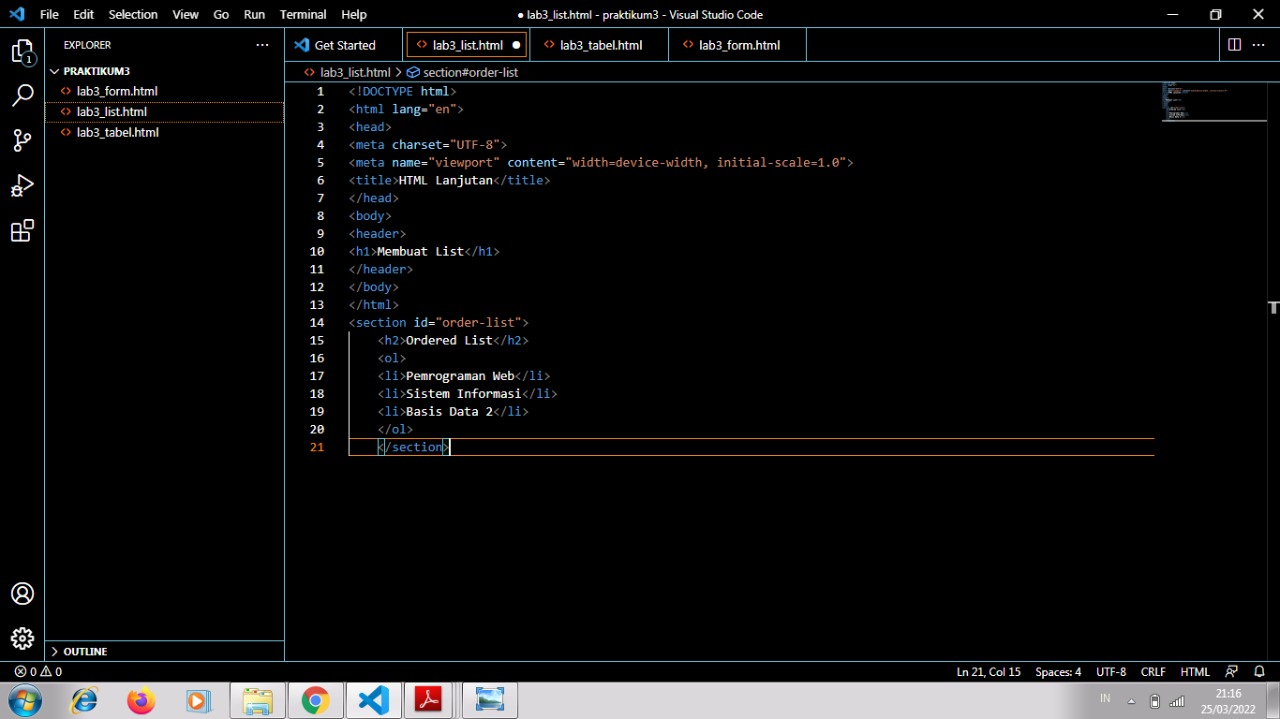 File Edit Selection View Go Run Terminal Help
● lab3_list.html - praktikum3 - Visual Studio Code
EXPLORER
PRAKTIKUM3
lab3_form.html
lab3_list.html
lab3_tabel.html
OUTLINE
1
Get Started
lab3_list.html
lab3_tabel.html
lab3_form.html
lab3_list.html > section#order-list
1 <!DOCTYPE html>
2 <html lang="en">
3 <head>
4 <meta charset="UTF-8">
5 <meta name="viewport" content="width=device-width, initial-scale=1.0">
6 <title>HTML Lanjutan</title>
7 </head>
8 <body>
9 <header>
10 <h1>Membuat List</h1>
11 </header>
12 </body>
13 </html>
14 <section id="order-list">
15 <h2>Ordered List</h2>
16 <ol>
17 <li>Pemrograman Web</li>
18 <li>Sistem Informasi</li>
19 <li>Basis Data 2</li>
20 </ol>
21 </section>
0 0
Ln 21, Col 15 Spaces: 4 UTF-8 CRLF HTML
IN
21:16
25/03/2022